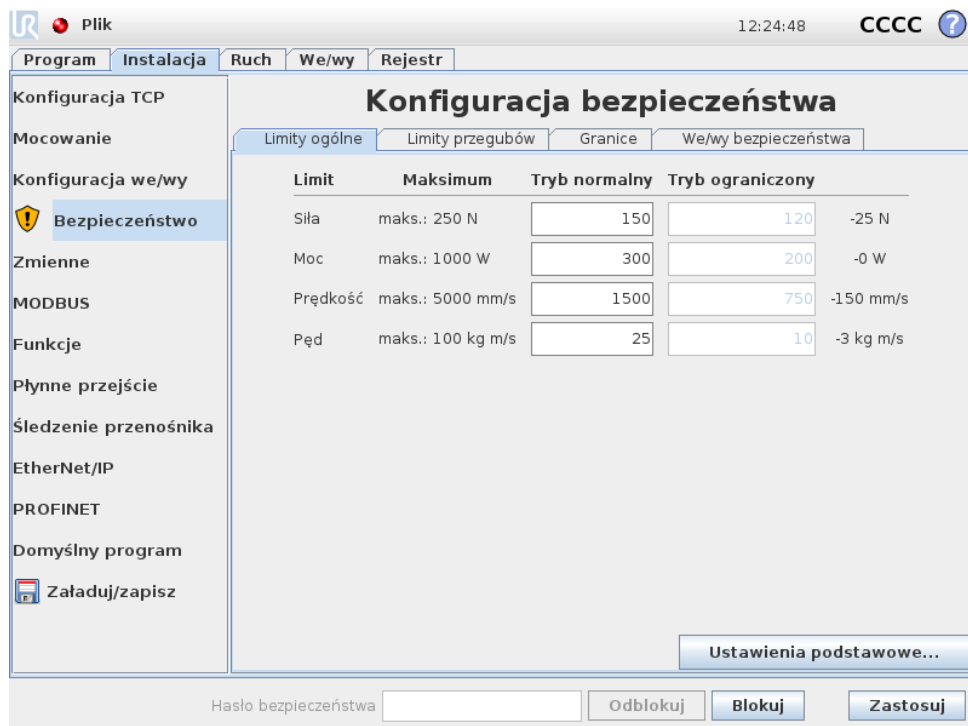 UR Plik 12:24:48 CCCC ?
Program Instalacja Ruch We/wy Rejestr
Konfiguracja TCP
Mocowanie
Konfiguracja we/wy
Bezpieczeństwo
Zmienne
MODBUS
Funkcje
Płynne przejście
Śledzenie przenośnika
EtherNet/IP
PROFINET
Domyślny program
Załaduj/zapisz
Konfiguracja bezpieczeństwa
Limity ogólne Limity przegubów Granice We/wy bezpieczeństwa
Limit Maksimum Tryb normalny Tryb ograniczony
Siła maks.: 250 N 150 120 -25 N
Moc maks.: 1000 W 300 200 -0 W
Prędkość maks.: 5000 mm/s 1500 750 -150 mm/s
Pęd maks.: 100 kg m/s 25 10 -3 kg m/s
Ustawienia podstawowe...
Hasło bezpieczeństwa Odblokuj Blokuj Zastosuj